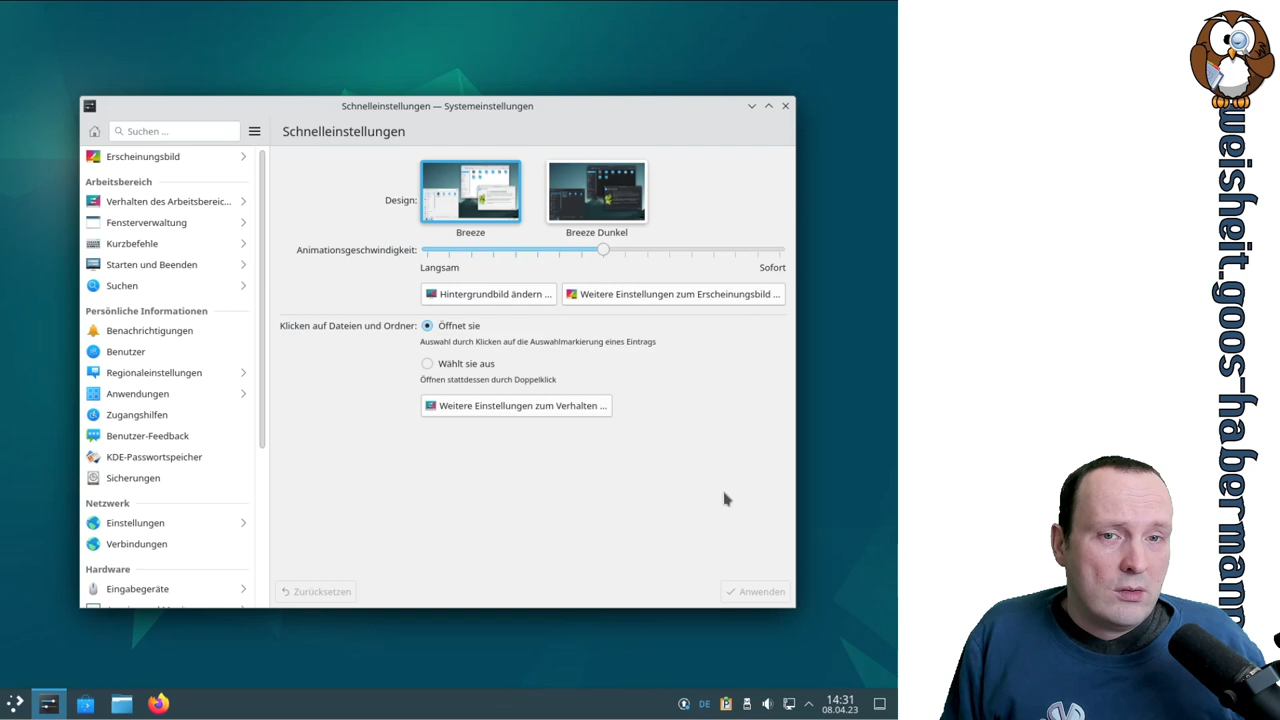 Schnelleinstellungen — Systemeinstellungen
Suchen ...
Schnelleinstellungen
Erscheinungsbild
Arbeitsbereich
Verhalten des Arbeitsbereic...
Fensterverwaltung
Kurzbefehle
Starten und Beenden
Suchen
Persönliche Informationen
Benachrichtigungen
Benutzer
Regionaleinstellungen
Anwendungen
Zugangshilfen
Benutzer-Feedback
KDE-Passwortspeicher
Sicherungen
Netzwerk
Einstellungen
Verbindungen
Hardware
Eingabegeräte
Design:
Breeze
Breeze Dunkel
Animationsgeschwindigkeit:
Langsam
Sofort
Hintergrundbild ändern ...
Weitere Einstellungen zum Erscheinungsbild ...
Klicken auf Dateien und Ordner:
Öffnet sie
Auswahl durch Klicken auf die Auswahlmarkierung eines Eintrags
Wählt sie aus
Öffnen stattdessen durch Doppelklick
Weitere Einstellungen zum Verhalten ...
Zurücksetzen
Anwenden
DE
14:31
08.04.23
weisheit.goos-habermann